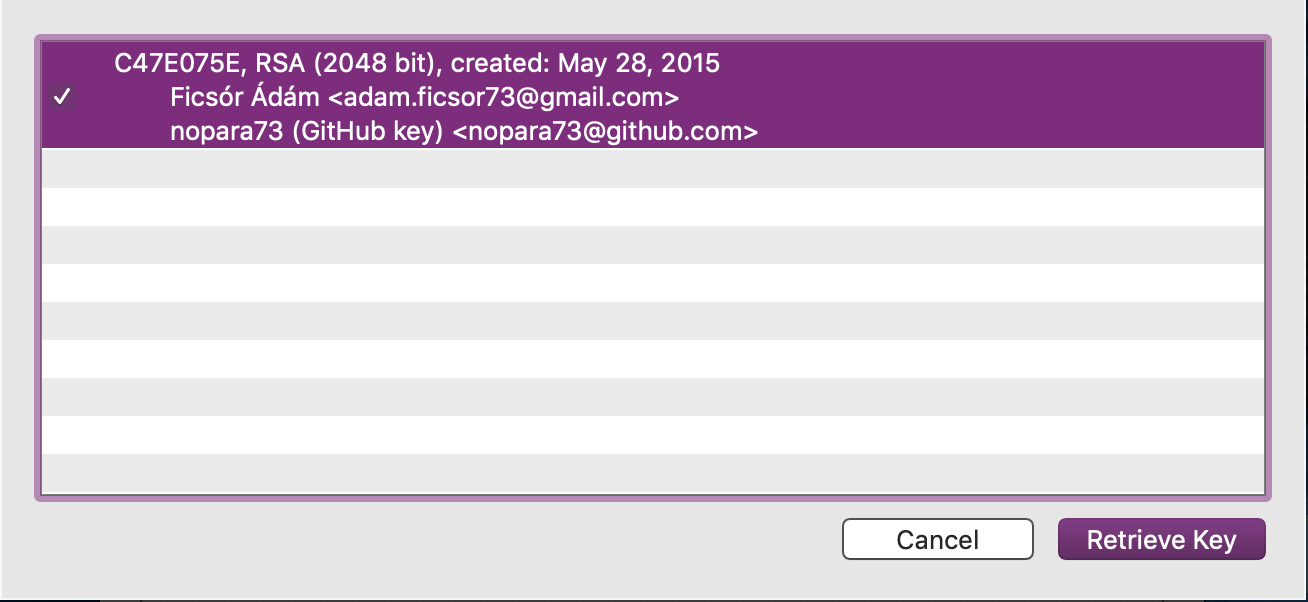 C47E075E, RSA (2048 bit), created: May 28, 2015
Ficsór Ádám <adam.ficsor73@gmail.com>
nopara73 (GitHub key) <nopara73@github.com>
Cancel
Retrieve Key